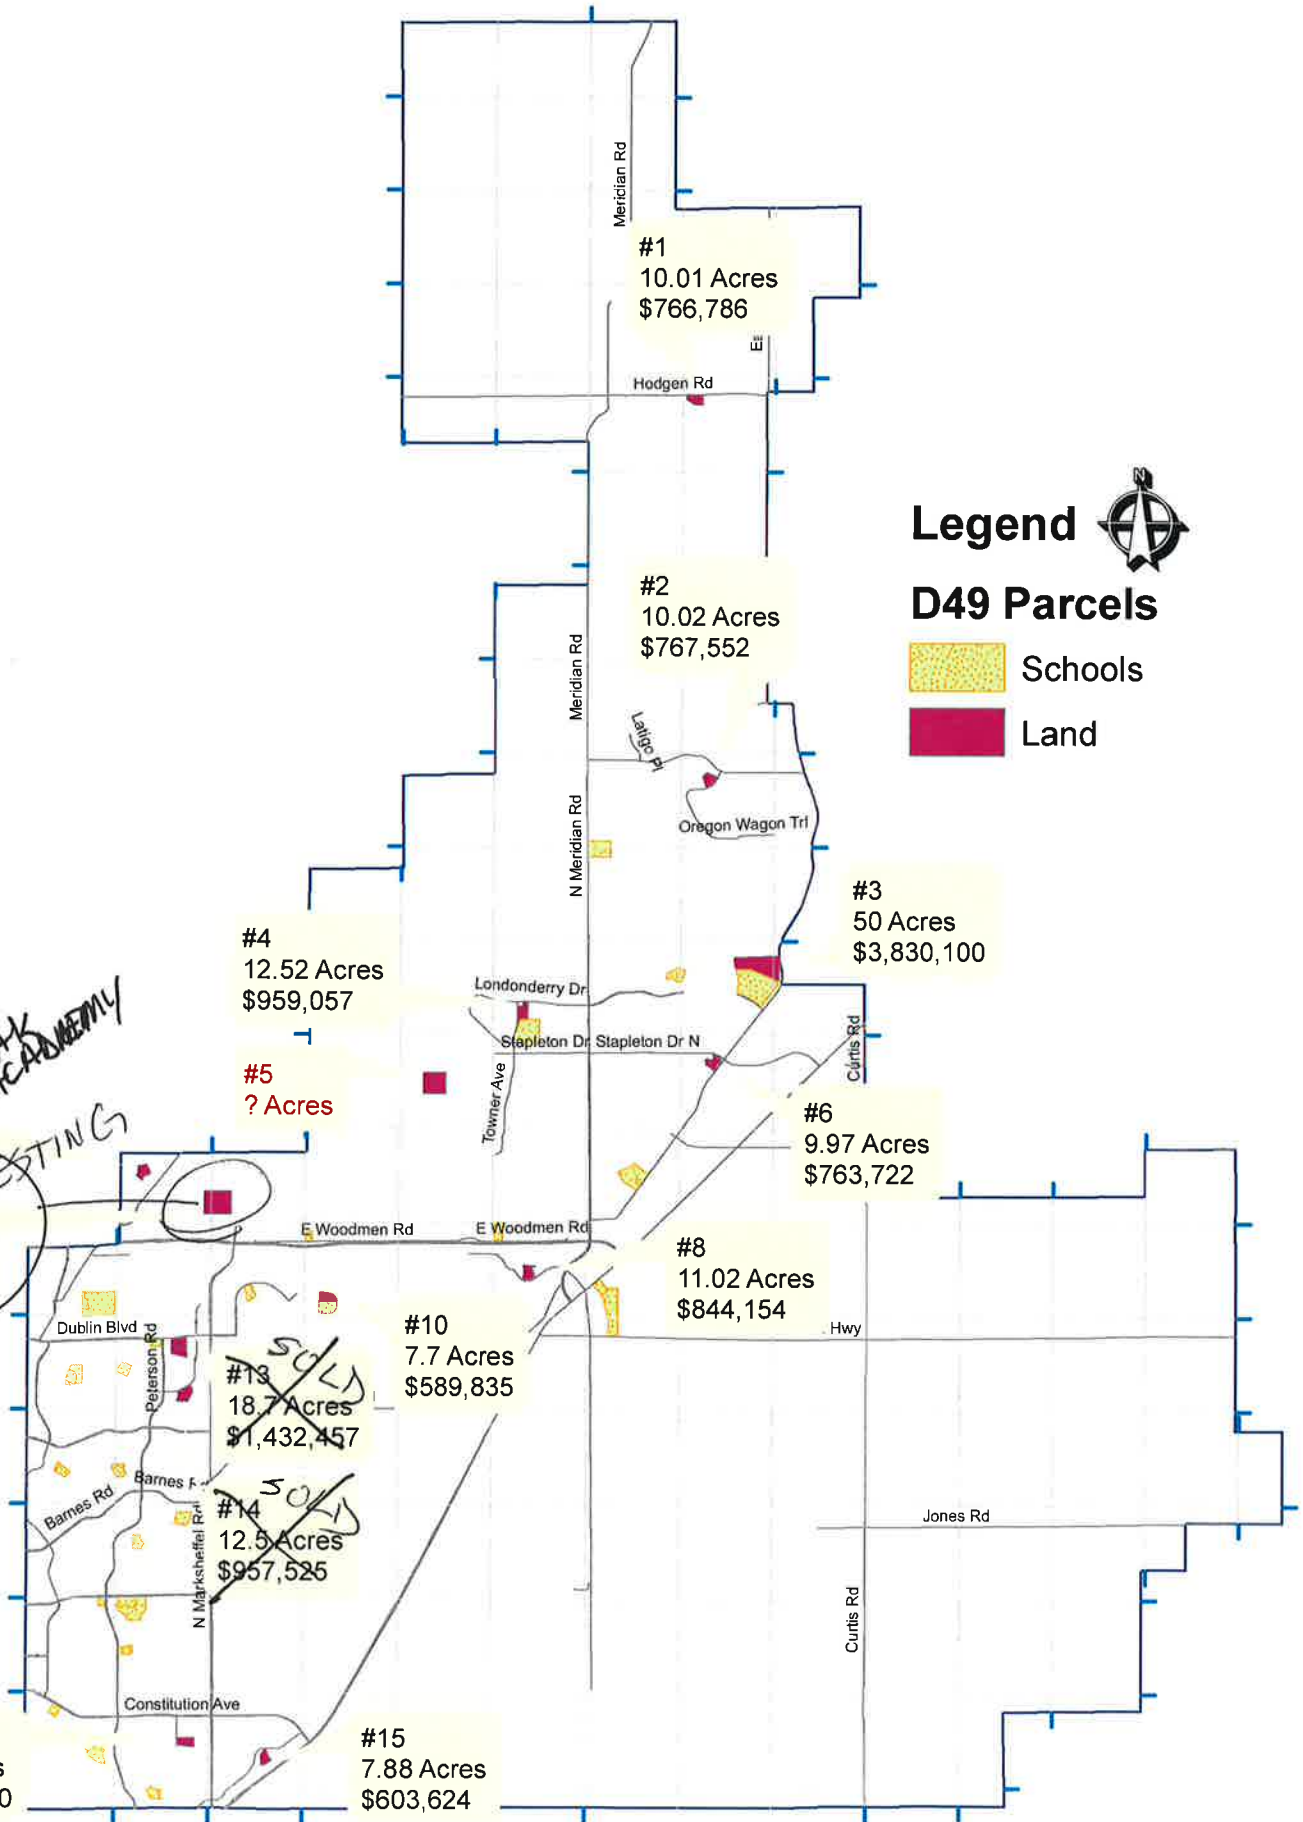 Meridian Rd
#1
10.01 Acres
$766,786
Es
Hodgen Rd
Legend
N
D49 Parcels
Schools
Land
#2
10.02 Acres
$767,552
Meridian Rd
Latigo Pl
N Meridian Rd
Oregon Wagon Trl
#3
50 Acres
$3,830,100
#4
12.52 Acres
$959,057
Londonderry Dr
Stapleton Dr
Stapleton Dr N
Curtis Rd
#5
? Acres
Towner Ave
#6
9.97 Acres
$763,722
E Woodmen Rd
E Woodmen Rd
#8
11.02 Acres
$844,154
Dublin Blvd
Peterson Rd
#10
7.7 Acres
$589,835
Hwy
SOLD
#13
18.7 Acres
$1,432,457
Barnes Rd
Barnes R
SOLD
#14
12.5 Acres
$957,525
N Marksheffel Rd
Jones Rd
Curtis Rd
Constitution Ave
#15
7.88 Acres
$603,624
s
0